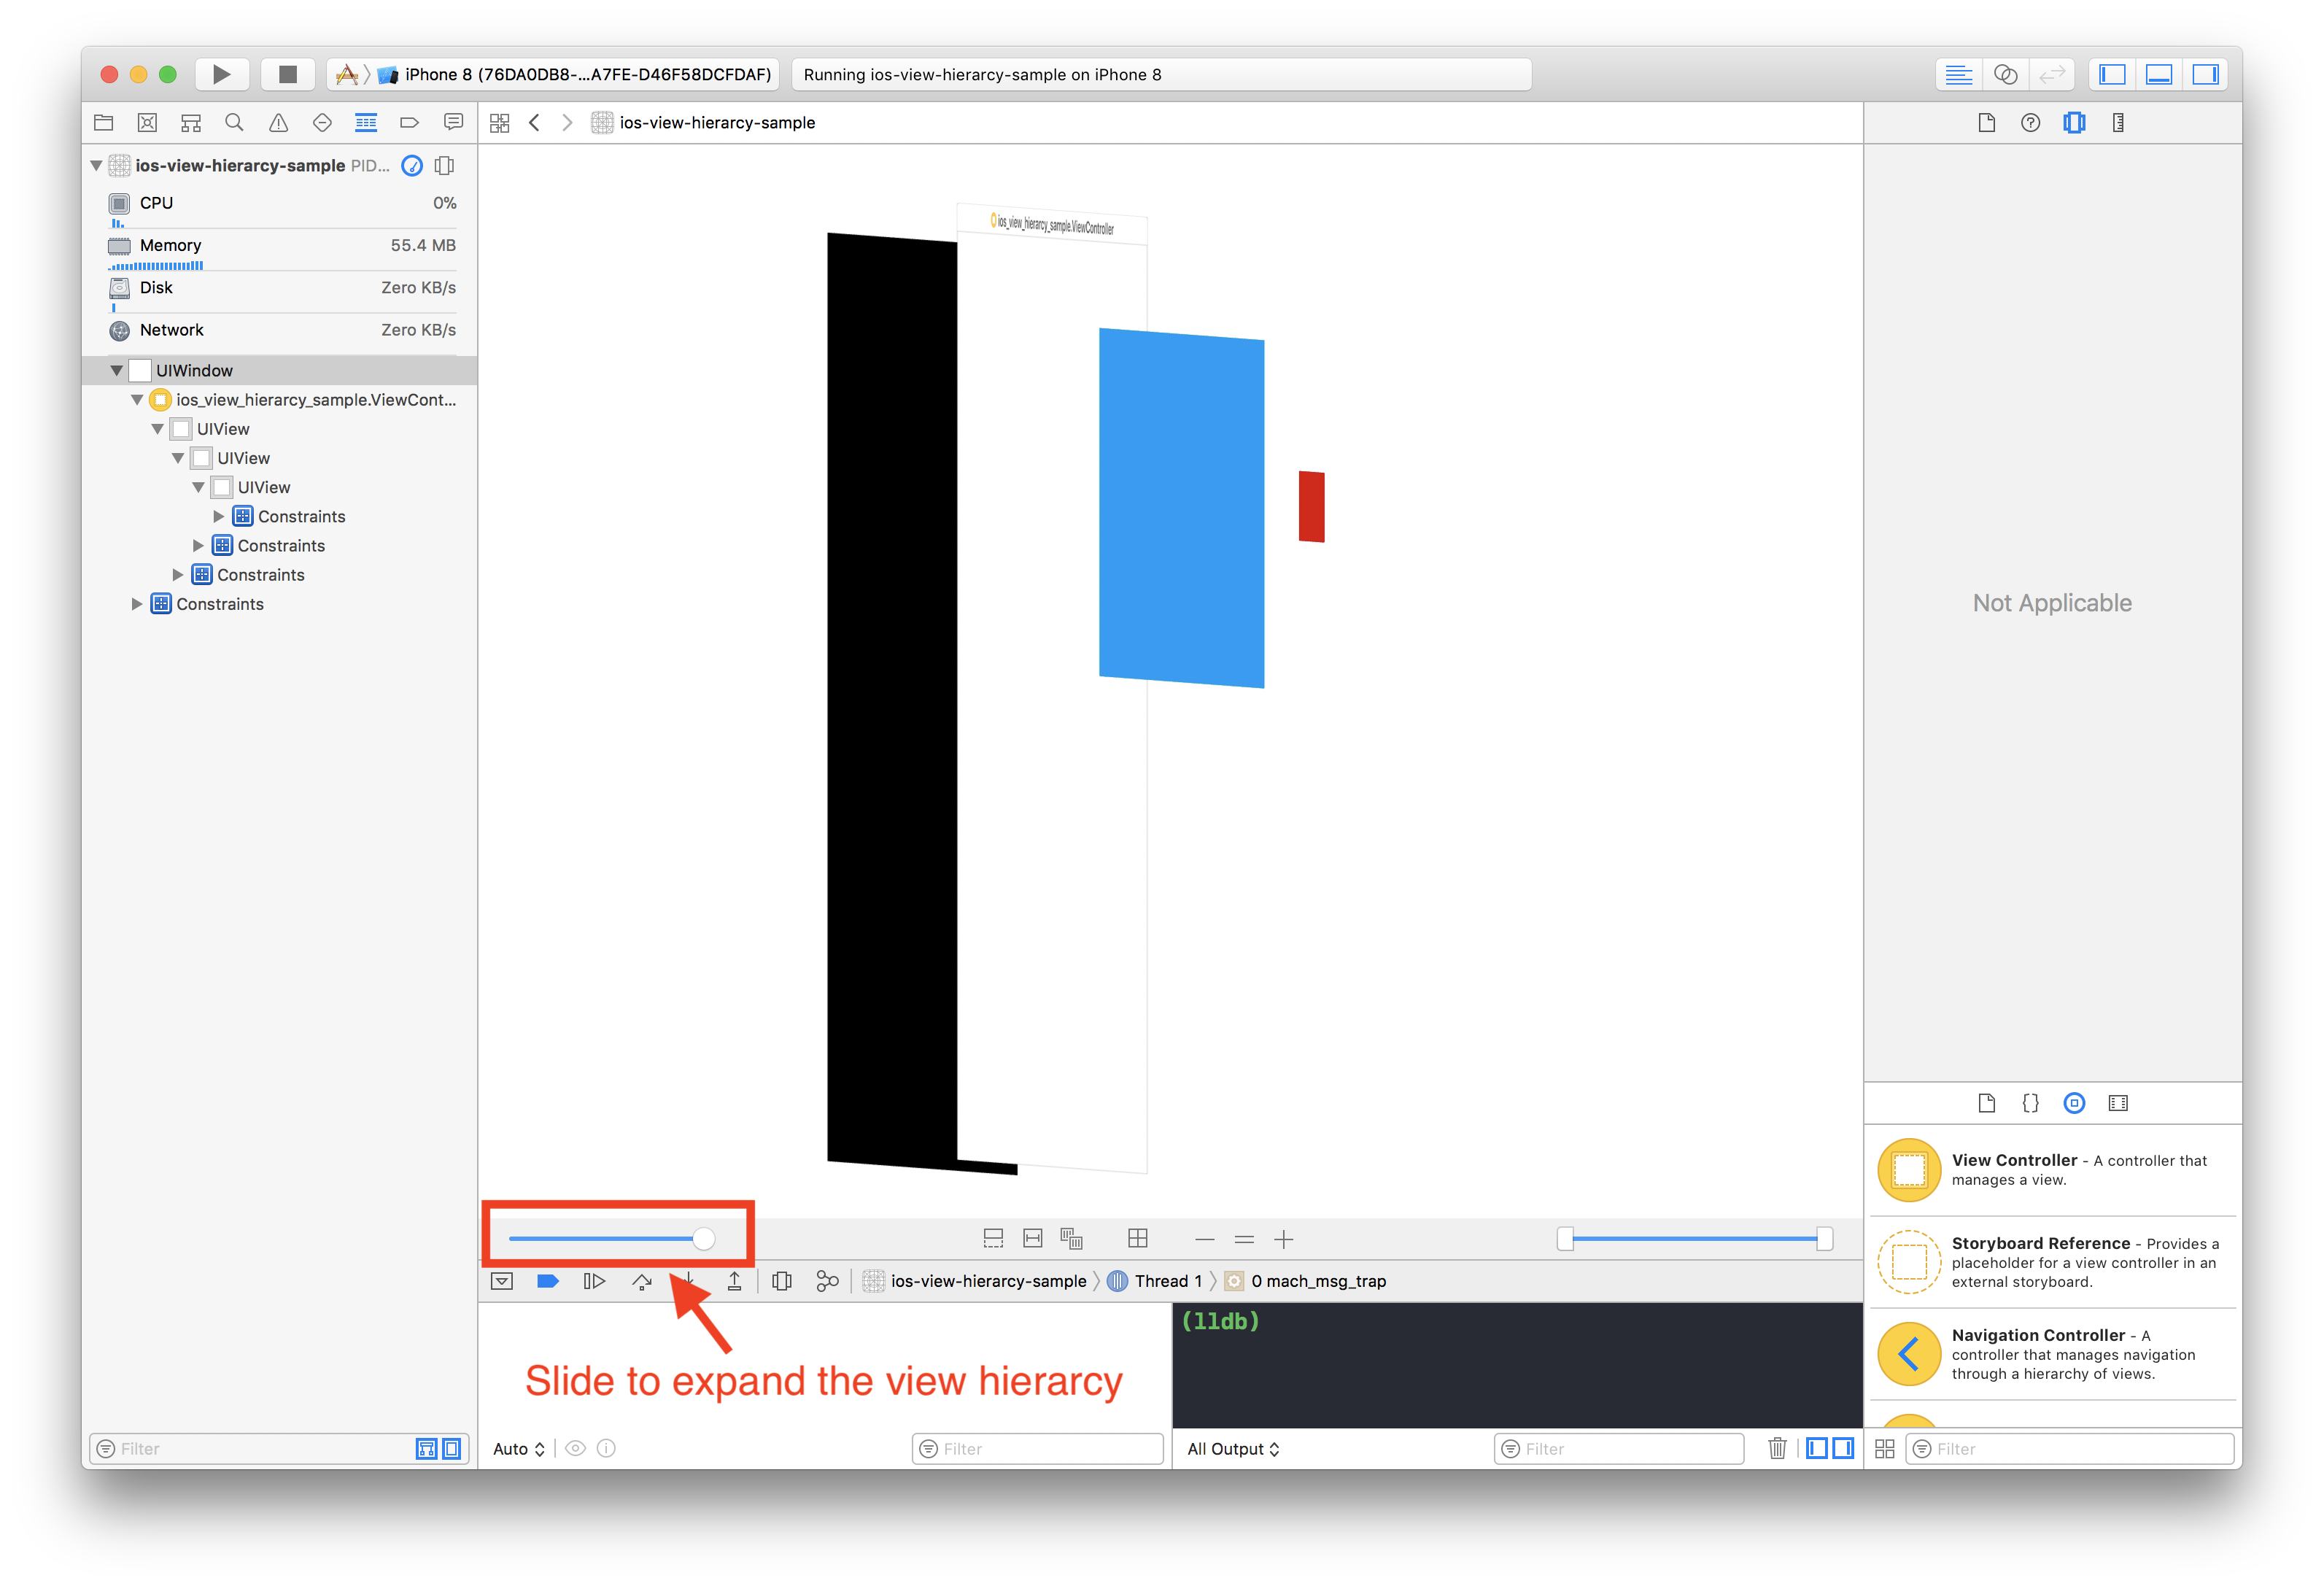 iPhone 8 (76DA0DB8-...A7FE-D46F58DCFDAF)
Running ios-view-hierarcy-sample on iPhone 8
ios-view-hierarcy-sample
ios-view-hierarcy-sample PID...
CPU 0%
Memory 55.4 MB
Disk Zero KB/s
Network Zero KB/s
UIWindow
ios_view_hierarcy_sample.ViewCont...
UIView
UIView
UIView
Constraints
Constraints
Constraints
Constraints
Filter
ios_view_hierarcy_sample.ViewController
ios-view-hierarcy-sample
Thread 1
0 mach_msg_trap
Slide to expand the view hierarcy
Auto
Filter
(lldb)
All Output
Filter
Not Applicable
View Controller - A controller that
manages a view.
Storyboard Reference - Provides a
placeholder for a view controller in an
external storyboard.
Navigation Controller - A
controller that manages navigation
through a hierarchy of views.
Filter